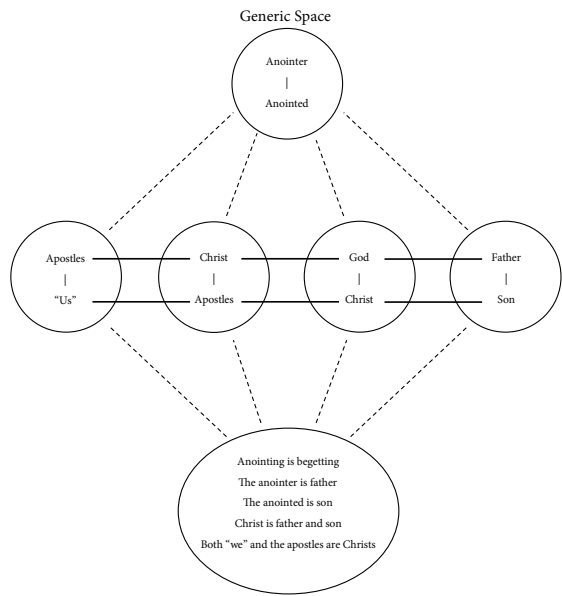 Generic Space
Anointer
|
Anointed
Apostles Christ God Father
| | | |
“Us” Apostles Christ Son
Anointing is begetting
The anointer is father
The anointed is son
Christ is father and son
Both “we” and the apostles are Christs